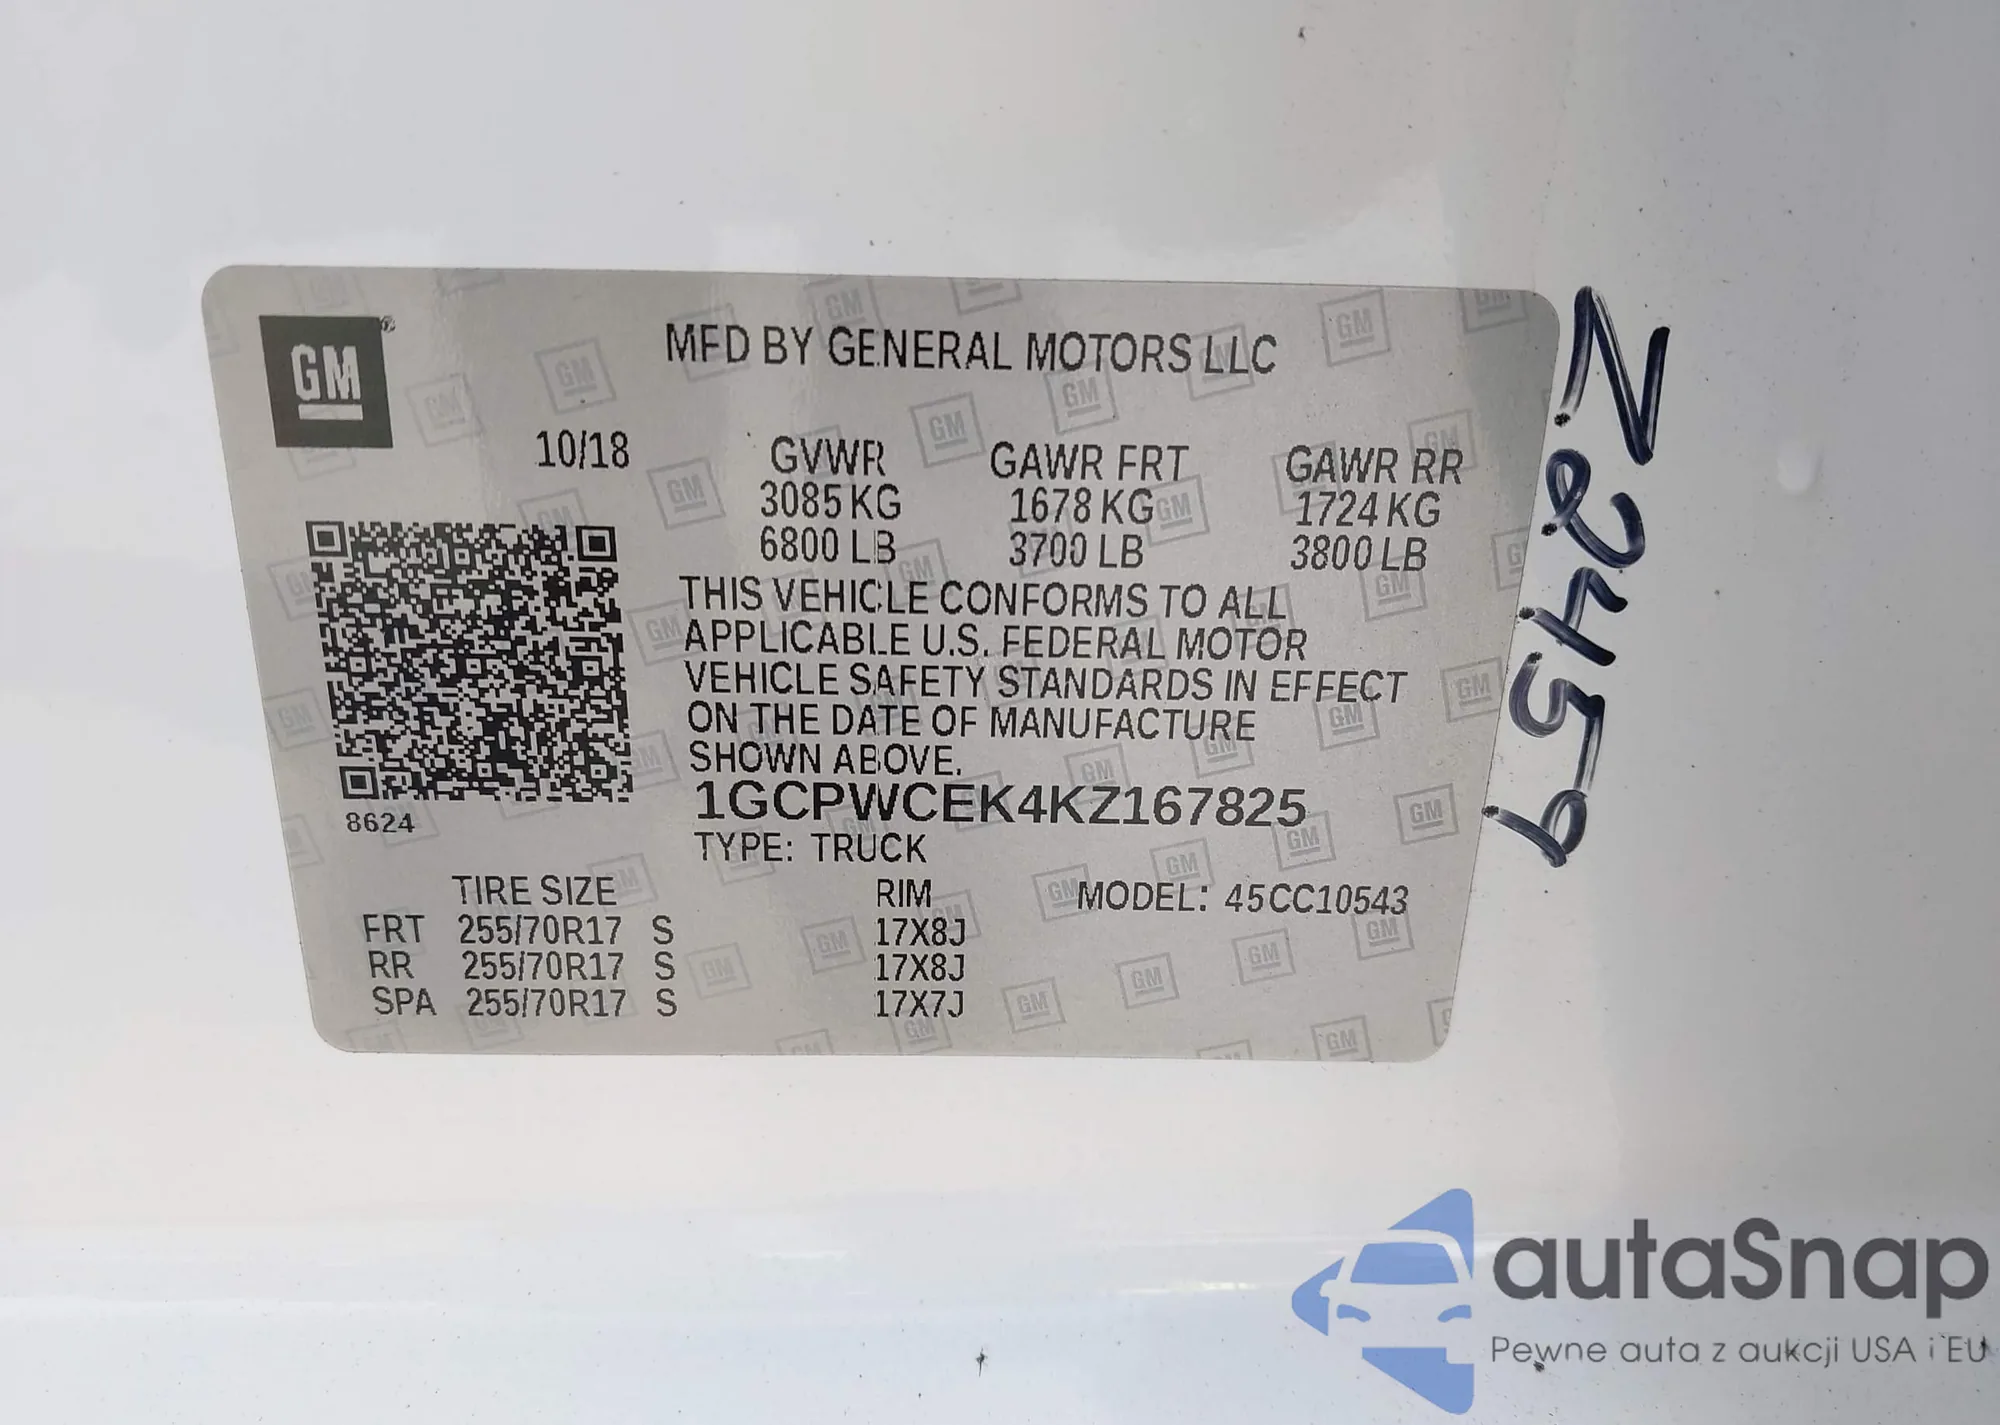 GM
MFD BY GENERAL MOTORS LLC
10/18 GVWR GAWR FRT GAWR RR
3085 KG 1678 KG 1724 KG
6800 LB 3700 LB 3800 LB
THIS VEHICLE CONFORMS TO ALL
APPLICABLE U.S. FEDERAL MOTOR
VEHICLE SAFETY STANDARDS IN EFFECT
ON THE DATE OF MANUFACTURE
SHOWN ABOVE.
1GCPWCEK4KZ167825
8624
TYPE: TRUCK
TIRE SIZE RIM MODEL: 45CC10543
FRT 255/70R17 S 17X8J
RR 255/70R17 S 17X8J
SPA 255/70R17 S 17X7J
autaSnap
Pewne auta z aukcji USA i EU